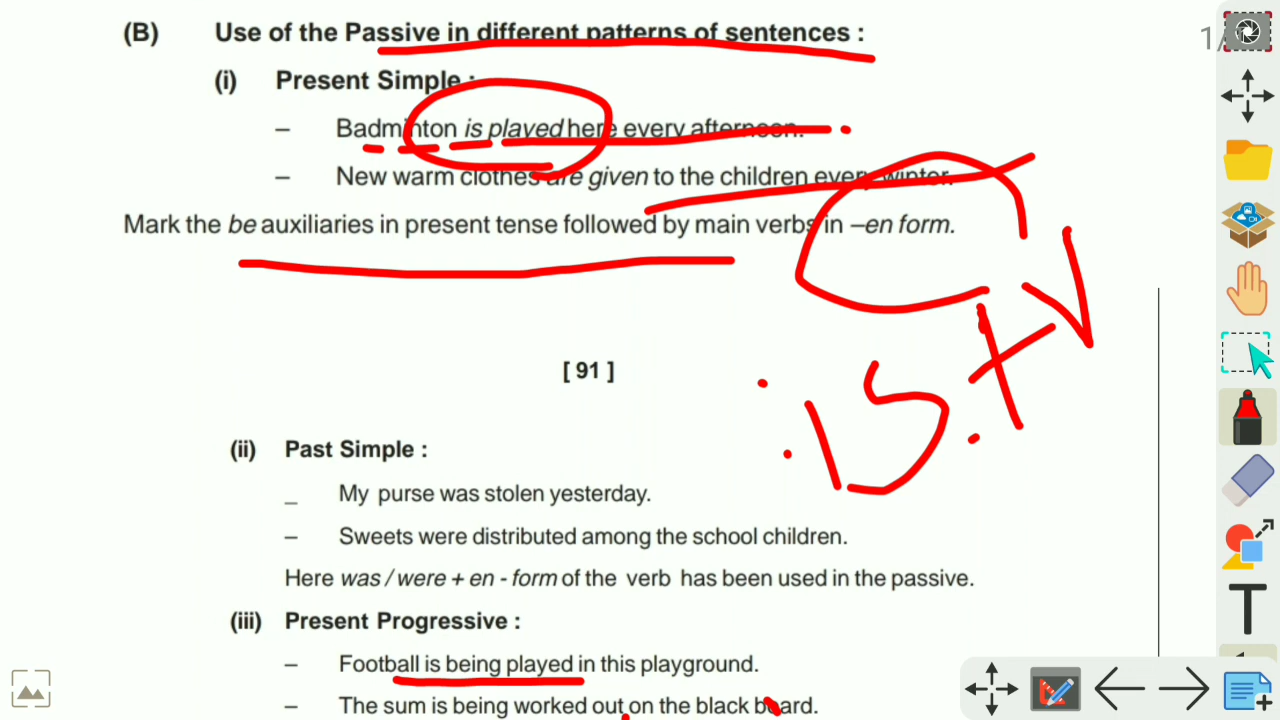 (B) Use of the Passive in different patterns of sentences :
1/
(i) Present Simple :
– Badminton is played here every afternoon.
– New warm clothes are given to the children every winter.
Mark the be auxiliaries in present tense followed by main verbs in –en form.
is + V
[ 91 ]
(ii) Past Simple :
_ My purse was stolen yesterday.
– Sweets were distributed among the school children.
Here was / were + en - form of the verb has been used in the passive.
(iii) Present Progressive :
– Football is being played in this playground.
– The sum is being worked out on the black board.
T